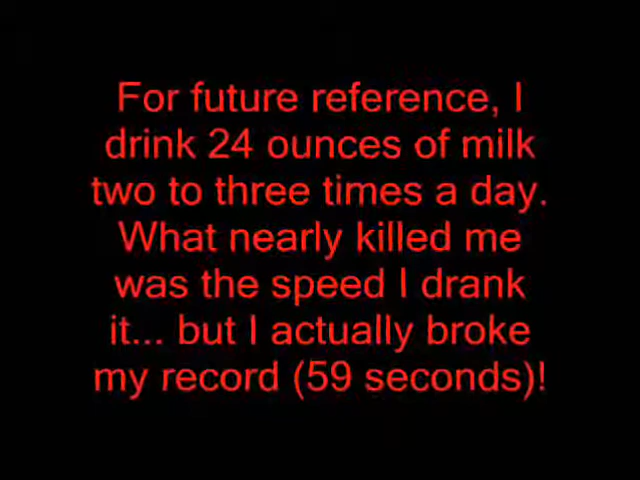 For future reference, I
drink 24 ounces of milk
two to three times a day.
What nearly killed me
was the speed I drank
it... but I actually broke
my record (59 seconds)!